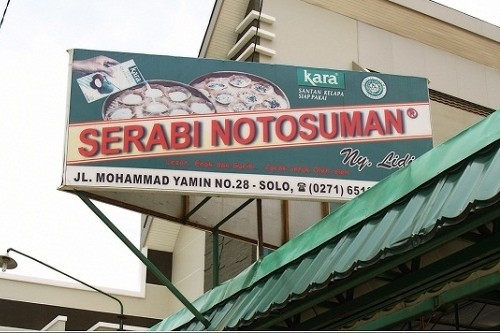 kara
SANTAN KELAPA
SIAP PAKAI
SERABI NOTOSUMAN®
Ny. Lidi
JL. MOHAMMAD YAMIN NO.28 - SOLO, ☎ (0271) 651